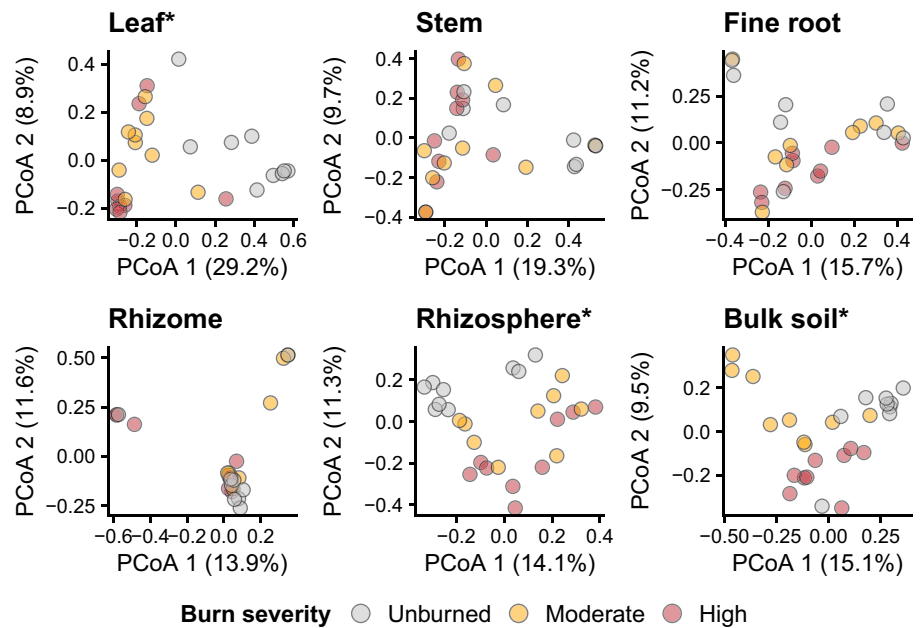 Leaf*
Stem
Fine root
PCoA 2 (8.9%)
0.4
0.2
0.0
−0.2
−0.2 0.0 0.2 0.4 0.6
PCoA 1 (29.2%)
PCoA 2 (9.7%)
0.4
0.2
0.0
−0.2
−0.4
−0.2 0.0 0.2 0.4
PCoA 1 (19.3%)
PCoA 2 (11.2%)
0.25
0.00
−0.25
−0.4 −0.2 0.0 0.2 0.4
PCoA 1 (15.7%)
Rhizome
Rhizosphere*
Bulk soil*
PCoA 2 (11.6%)
0.50
0.25
0.00
−0.25
−0.6 −0.4 −0.2 0.0 0.2
PCoA 1 (13.9%)
PCoA 2 (11.3%)
0.2
0.0
−0.2
−0.4
−0.2 0.0 0.2 0.4
PCoA 1 (14.1%)
PCoA 2 (9.5%)
0.2
0.0
−0.2
−0.50 −0.25 0.00 0.25
PCoA 1 (15.1%)
Burn severity Unburned Moderate High